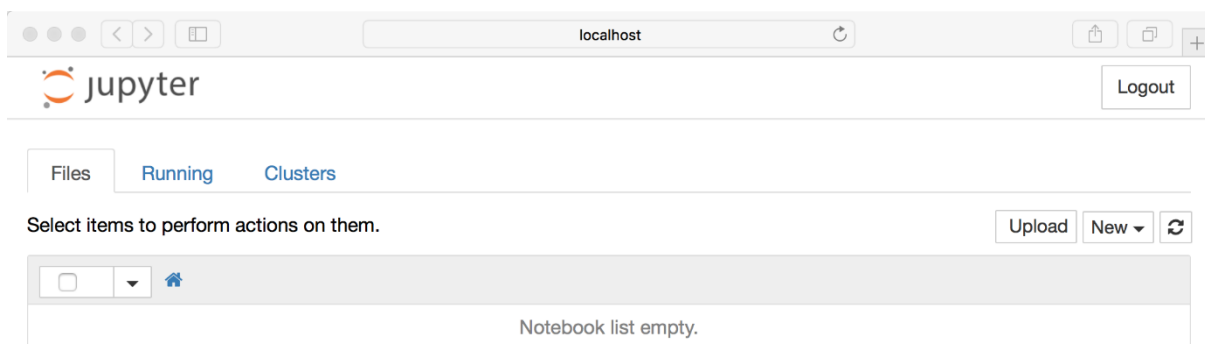 localhost
jupyter
Logout
Files Running Clusters
Select items to perform actions on them.
Upload New
Notebook list empty.